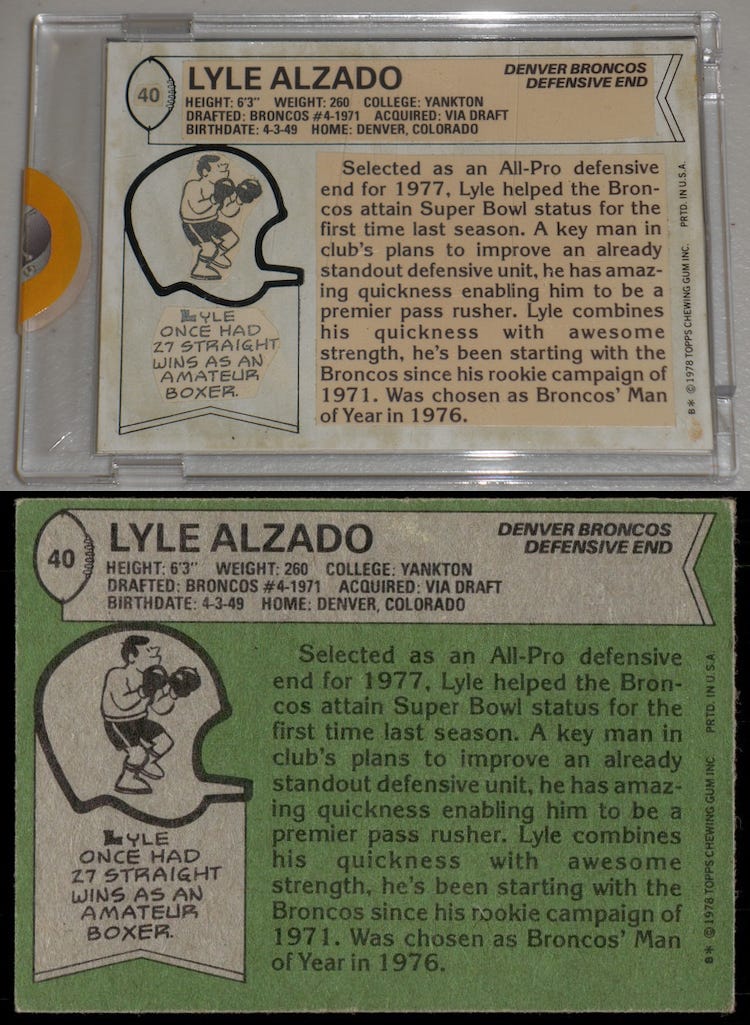 40
LYLE ALZADO
DENVER BRONCOS
DEFENSIVE END
HEIGHT: 6'3" WEIGHT: 260 COLLEGE: YANKTON
DRAFTED: BRONCOS #4-1971 ACQUIRED: VIA DRAFT
BIRTHDATE: 4-3-49 HOME: DENVER, COLORADO
LYLE
ONCE HAD
27 STRAIGHT
WINS AS AN
AMATEUR
BOXER.
Selected as an All-Pro defensive
end for 1977, Lyle helped the Bron-
cos attain Super Bowl status for the
first time last season. A key man in
club's plans to improve an already
standout defensive unit, he has amaz-
ing quickness enabling him to be a
premier pass rusher. Lyle combines
his quickness with awesome
strength, he's been starting with the
Broncos since his rookie campaign of
1971. Was chosen as Broncos' Man
of Year in 1976.
B* © 1978 TOPPS CHEWING GUM INC. PRTD. IN U.S.A.
40
LYLE ALZADO
DENVER BRONCOS
DEFENSIVE END
HEIGHT: 6'3" WEIGHT: 260 COLLEGE: YANKTON
DRAFTED: BRONCOS #4-1971 ACQUIRED: VIA DRAFT
BIRTHDATE: 4-3-49 HOME: DENVER, COLORADO
LYLE
ONCE HAD
27 STRAIGHT
WINS AS AN
AMATEUR
BOXER.
Selected as an All-Pro defensive
end for 1977, Lyle helped the Bron-
cos attain Super Bowl status for the
first time last season. A key man in
club's plans to improve an already
standout defensive unit, he has amaz-
ing quickness enabling him to be a
premier pass rusher. Lyle combines
his quickness with awesome
strength, he's been starting with the
Broncos since his rookie campaign of
1971. Was chosen as Broncos' Man
of Year in 1976.
B* © 1978 TOPPS CHEWING GUM INC PRTD. IN U.S.A.